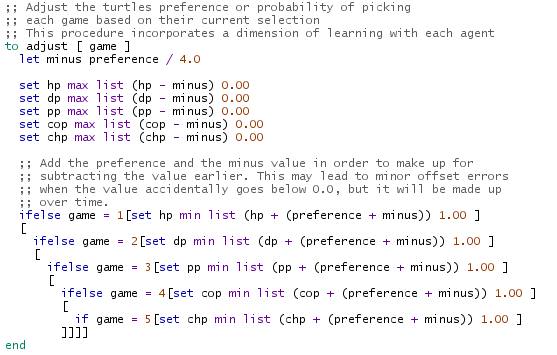 ;; Adjust the turtles preference or probability of picking
;; each game based on their current selection
;; This procedure incorporates a dimension of learning with each agent
to adjust [ game ]
let minus preference / 4.0
set hp max list (hp - minus) 0.00
set dp max list (dp - minus) 0.00
set pp max list (pp - minus) 0.00
set cop max list (cop - minus) 0.00
set chp max list (chp - minus) 0.00
;; Add the preference and the minus value in order to make up for
;; subtracting the value earlier. This may lead to minor offset errors
;; when the value accidentally goes below 0.0, but it will be made up
;; over time.
ifelse game = 1[set hp min list (hp + (preference + minus)) 1.00 ]
[
ifelse game = 2[set dp min list (dp + (preference + minus)) 1.00 ]
[
ifelse game = 3[set pp min list (pp + (preference + minus)) 1.00 ]
[
ifelse game = 4[set cop min list (cop + (preference + minus)) 1.00 ]
[
if game = 5[set chp min list (chp + (preference + minus)) 1.00 ]
]]]]
end